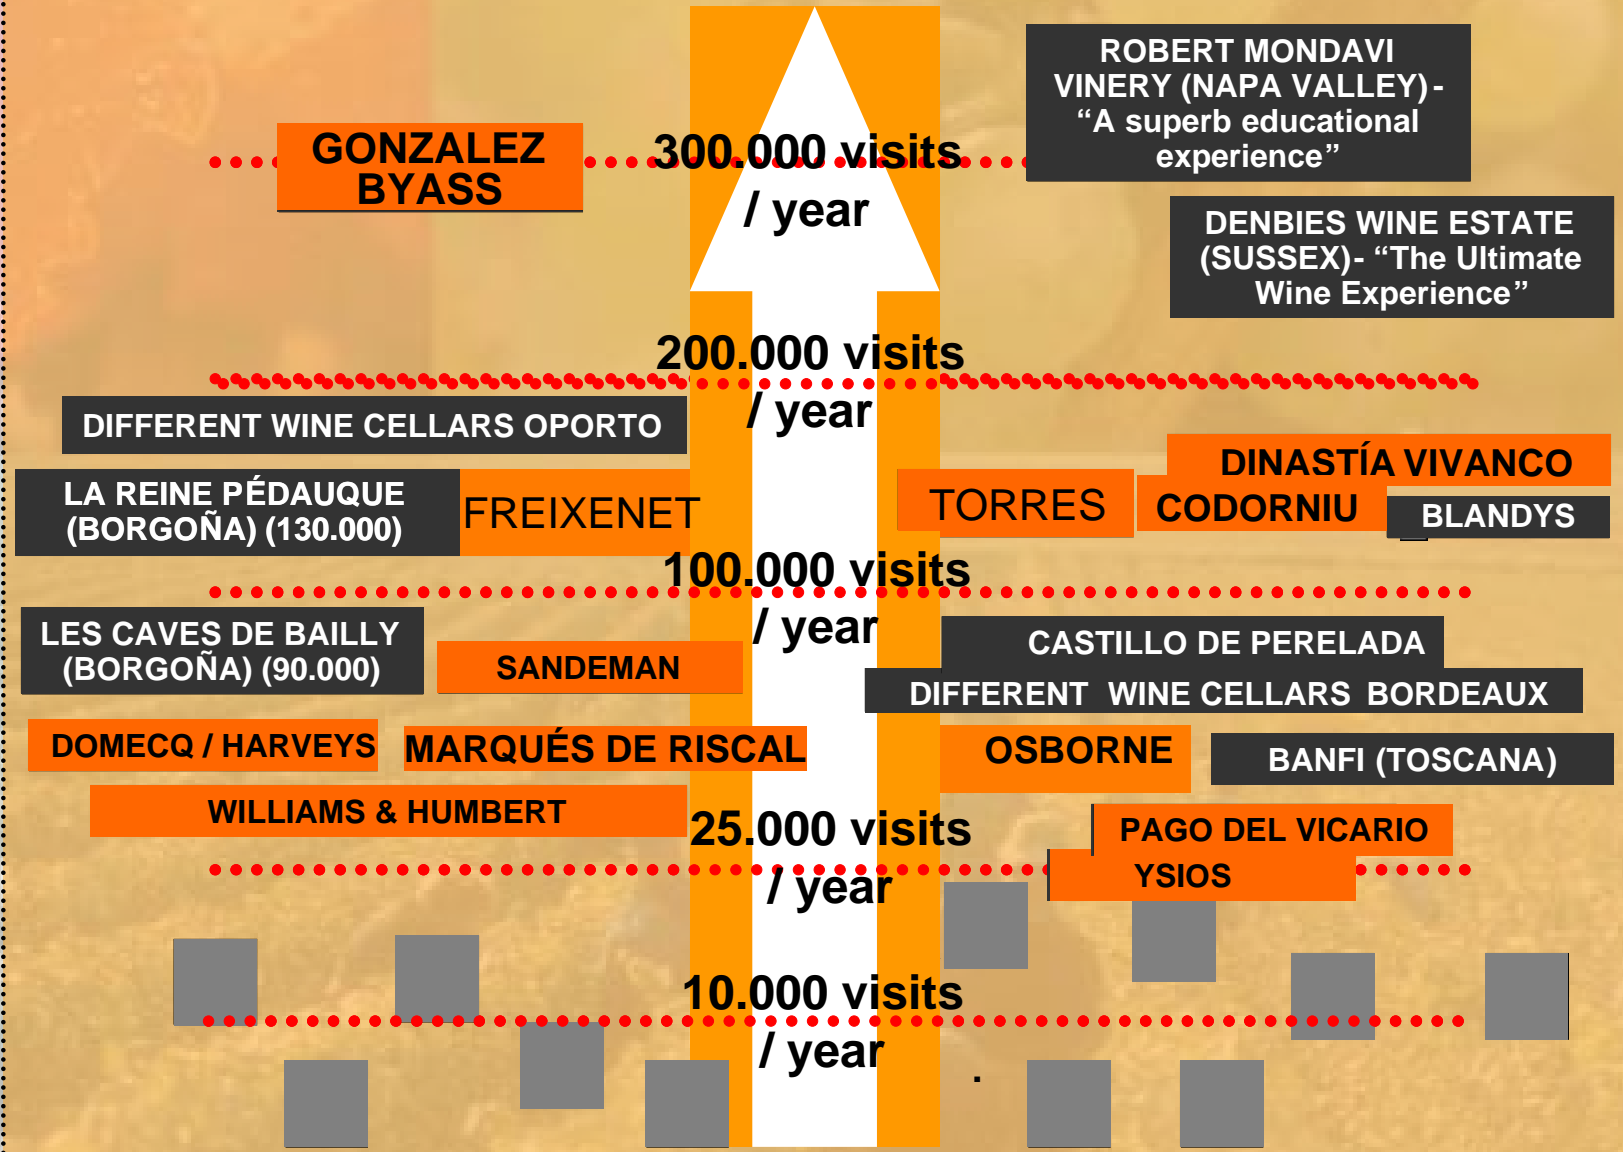 ROBERT MONDAVI
VINERY (NAPA VALLEY)-
“A superb educational
experience”
GONZALEZ
BYASS
300.000 visits
/ year
DENBIES WINE ESTATE
(SUSSEX)- “The Ultimate
Wine Experience”
200.000 visits
/ year
DIFFERENT WINE CELLARS OPORTO
DINASTÍA VIVANCO
LA REINE PÉDAUQUE
(BORGOÑA) (130.000)
FREIXENET
TORRES
CODORNIU
BLANDYS
100.000 visits
/ year
LES CAVES DE BAILLY
(BORGOÑA) (90.000)
SANDEMAN
CASTILLO DE PERELADA
DIFFERENT WINE CELLARS BORDEAUX
DOMECQ / HARVEYS
MARQUÉS DE RISCAL
OSBORNE
BANFI (TOSCANA)
WILLIAMS & HUMBERT
25.000 visits
/ year
PAGO DEL VICARIO
YSIOS
10.000 visits
/ year
.